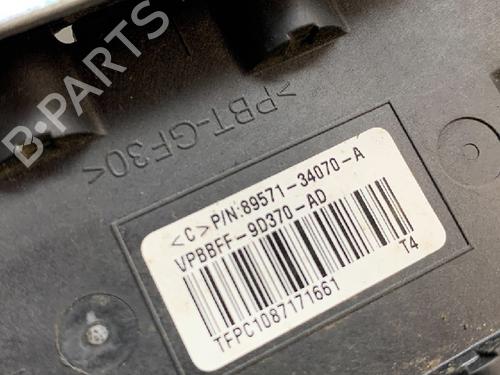 B-PARTS
>PBT-GF30<
<C> P/N:89571-34070-A
VPBBFF-9D370-AD
TFPC1087171661
T4